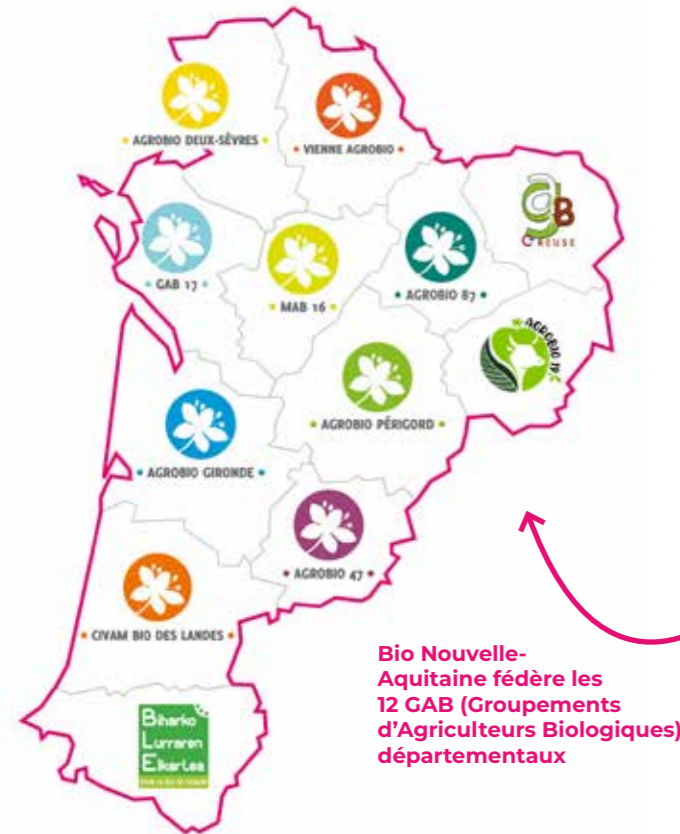 • AGROBIO DEUX-SÈVRES •
• VIENNE AGROBIO •
gaB
CREUSE
• GAB 17 •
• MAB 16 •
• AGROBIO 87 •
AGROBIO 19
• AGROBIO PÉRIGORD •
• AGROBIO GIRONDE •
• AGROBIO 47 •
• CIVAM BIO DES LANDES •
Biharko
Lurraren
Elkartea
Bio Nouvelle-
Aquitaine fédère les
12 GAB (Groupements
d'Agriculteurs Biologiques)
départementaux